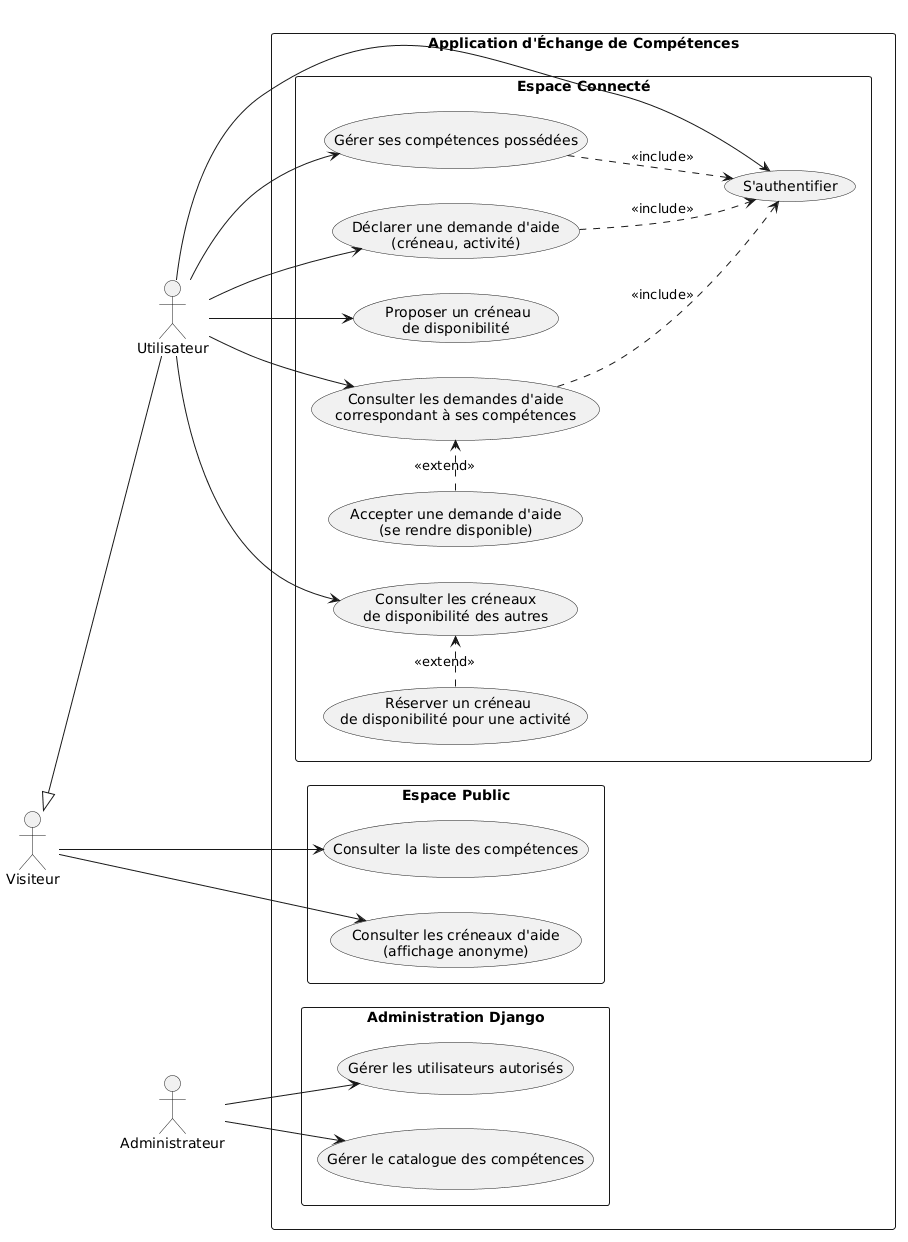 Application d'Échange de Compétences
Espace Connecté
Gérer ses compétences possédées
«include»
S'authentifier
Déclarer une demande d'aide
(créneau, activité)
«include»
Proposer un créneau
de disponibilité
«include»
Utilisateur
Consulter les demandes d'aide
correspondant à ses compétences
«extend»
Accepter une demande d'aide
(se rendre disponible)
Consulter les créneaux
de disponibilité des autres
«extend»
Réserver un créneau
de disponibilité pour une activité
Espace Public
Consulter la liste des compétences
Visiteur
Consulter les créneaux d'aide
(affichage anonyme)
Administration Django
Gérer les utilisateurs autorisés
Administrateur
Gérer le catalogue des compétences